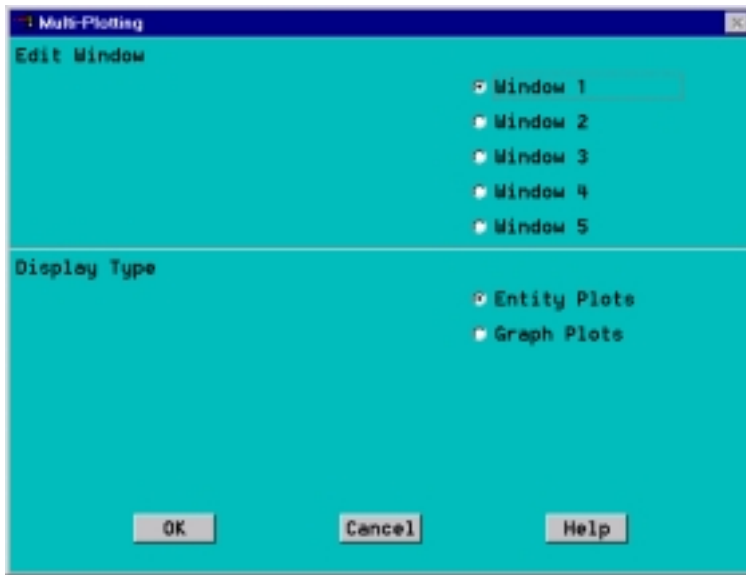 Multi-Plotting
Edit Window
Window 1
Window 2
Window 3
Window 4
Window 5
Display Type
Entity Plots
Graph Plots
OK Cancel Help